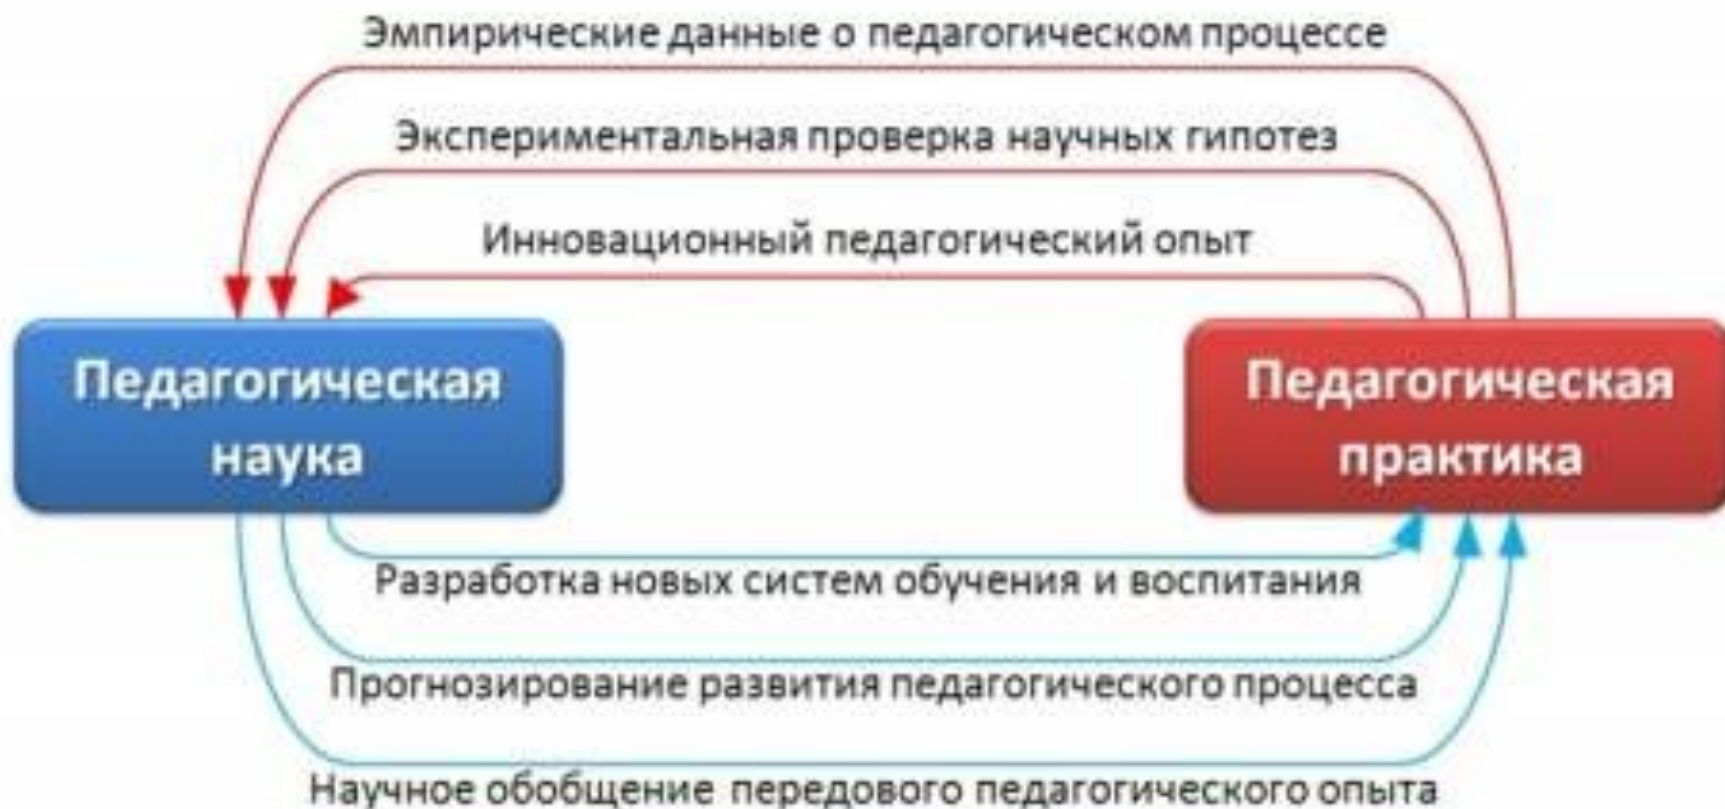 Эмпирические данные о педагогическом процессе
Экспериментальная проверка научных гипотез
Инновационный педагогический опыт
Педагогическая
наука
Педагогическая
практика
Разработка новых систем обучения и воспитания
Прогнозирование развития педагогического процесса
Научное обобщение передового педагогического опыта